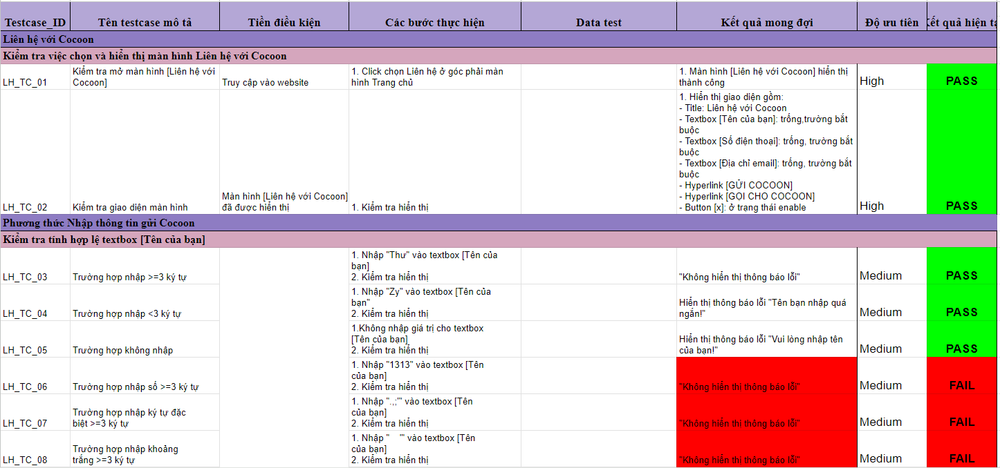 Testcase_ID Tên testcase mô tả Tiền điều kiện Các bước thực hiện Data test Kết quả mong đợi Độ ưu tiên Kết quả hiện tạ
Liên hệ với Cocoon
Kiểm tra việc chọn và hiển thị màn hình Liên hệ với Cocoon
LH_TC_01
Kiểm tra mở màn hình [Liên hệ với
Cocoon]
Truy cập vào website
1. Click chọn Liên hệ ở góc phải màn
hình Trang chủ
1. Màn hình [Liên hệ với Cocoon] hiển thị
thành công
High
PASS
LH_TC_02
Kiểm tra giao diện màn hình
Màn hình [Liên hệ với Cocoon]
đã được hiển thị
1. Kiểm tra hiển thị
1. Hiển thị giao diện gồm:
- Title: Liên hệ với Cocoon
- Textbox [Tên của bạn]: trống,trường bắt
buộc
- Textbox [Số điện thoại]: trống, trường bắt
buộc
- Textbox [Địa chỉ email]: trống, trường bắt
buộc
- Hyperlink [GỬI COCOON]
- Hyperlink [GỌI CHO COCOON]
- Button [x]: ở trạng thái enable
High
PASS
Phương thức Nhập thông tin gửi Cocoon
Kiểm tra tính hợp lệ textbox [Tên của bạn]
LH_TC_03
Trường hợp nhập >=3 ký tự
1. Nhập "Thư" vào textbox [Tên của
bạn]
2. Kiểm tra hiển thị
"Không hiển thị thông báo lỗi"
Medium
PASS
LH_TC_04
Trường hợp nhập <3 ký tự
1. Nhập "Zy" vào textbox [Tên của
bạn"
2. Kiểm tra hiển thị
Hiển thị thông báo lỗi "Tên bạn nhập quá
ngắn!"
Medium
PASS
LH_TC_05
Trường hợp không nhập
1.Không nhập giá trị cho textbox
[Tên của bạn]
2. Kiểm tra hiển thị
Hiển thị thông báo lỗi "Vui lòng nhập tên
của bạn!"
Medium
PASS
LH_TC_06
Trường hợp nhập số >=3 ký tự
1. Nhập "1313" vào textbox [Tên
của bạn]
2. Kiểm tra hiển thị
"Không hiển thị thông báo lỗi"
Medium
FAIL
LH_TC_07
Trường hợp nhập ký tự đặc
biệt >=3 ký tự
1. Nhập ".,;'" vào textbox [Tên
của bạn]
2. Kiểm tra hiển thị
"Không hiển thị thông báo lỗi"
Medium
FAIL
LH_TC_08
Trường hợp nhập khoảng
trắng >=3 ký tự
1. Nhập "    '" vào textbox [Tên
của bạn]
2. Kiểm tra hiển thị
"Không hiển thị thông báo lỗi"
Medium
FAIL